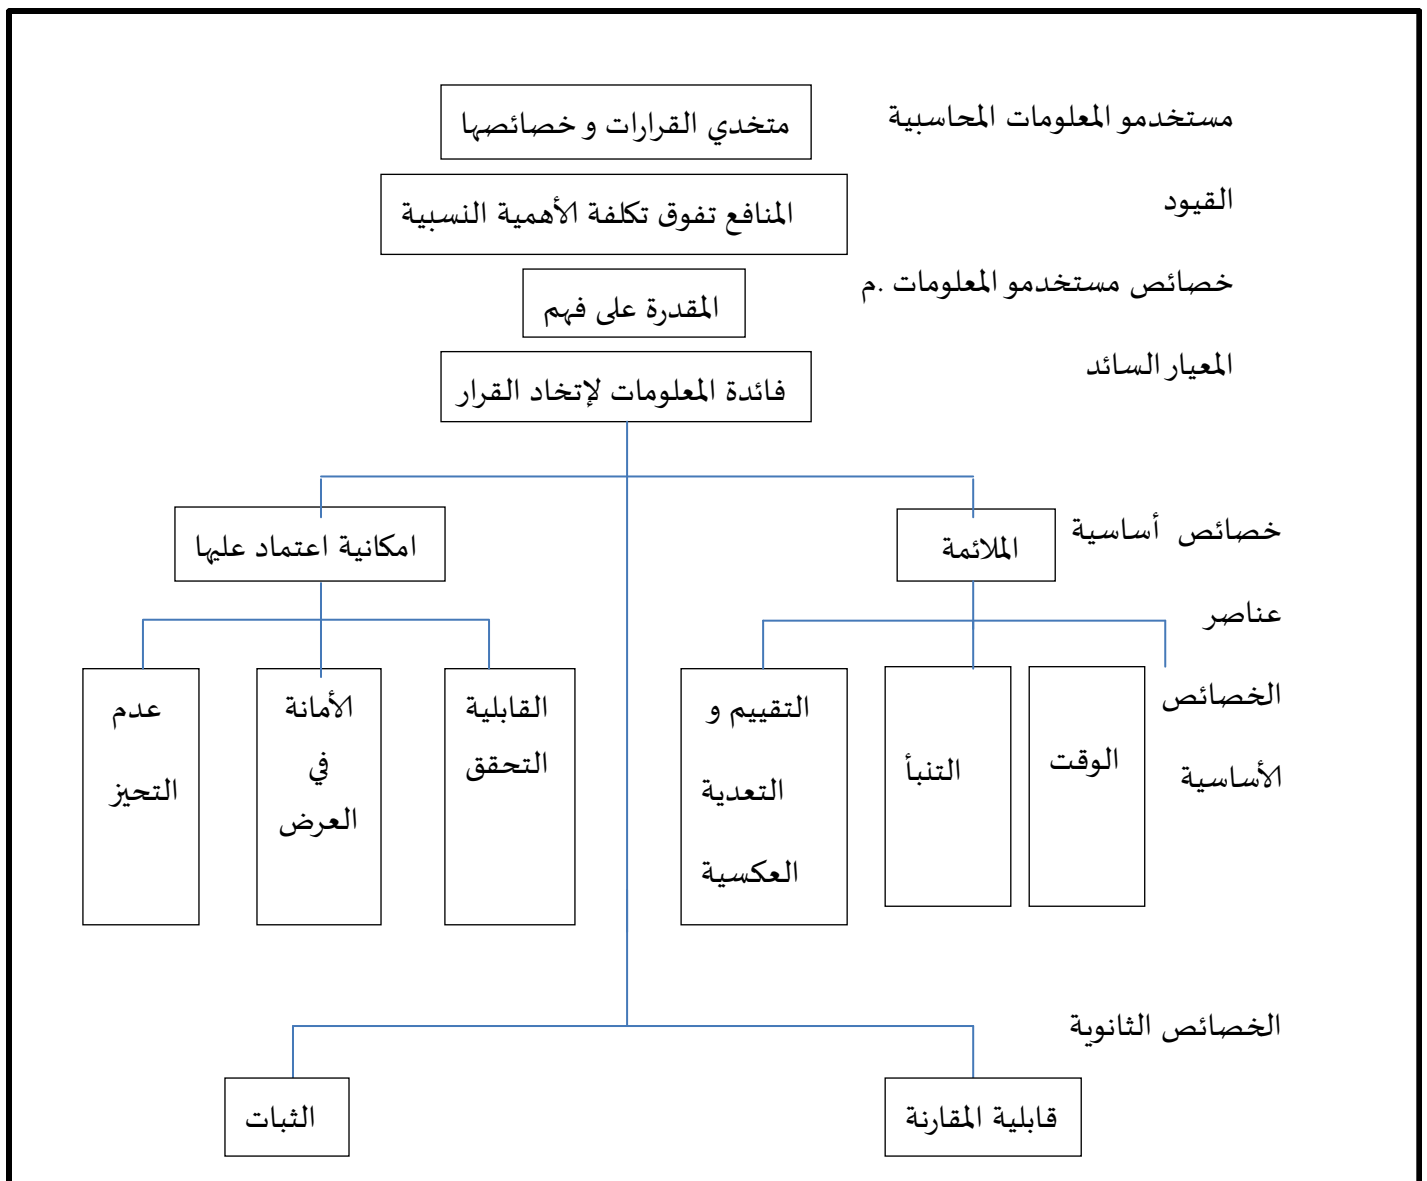 مستخدمو المعلومات المحاسبية
متخدي القرارات و خصائصها
القيود
المنافع تفوق تكلفة الأهمية النسبية
خصائص مستخدمو المعلومات .م
المقدرة على فهم
المعيار السائد
فائدة المعلومات لإتخاد القرار
خصائص أساسية
الملائمة
امكانية اعتماد عليها
عناصر
الخصائص
الأساسية
الوقت
التنبأ
التقييم و
التعدية
العكسية
القابلية
التحقق
الأمانة
في
العرض
عدم
التحيز
الخصائص الثانوية
قابلية المقارنة
الثبات